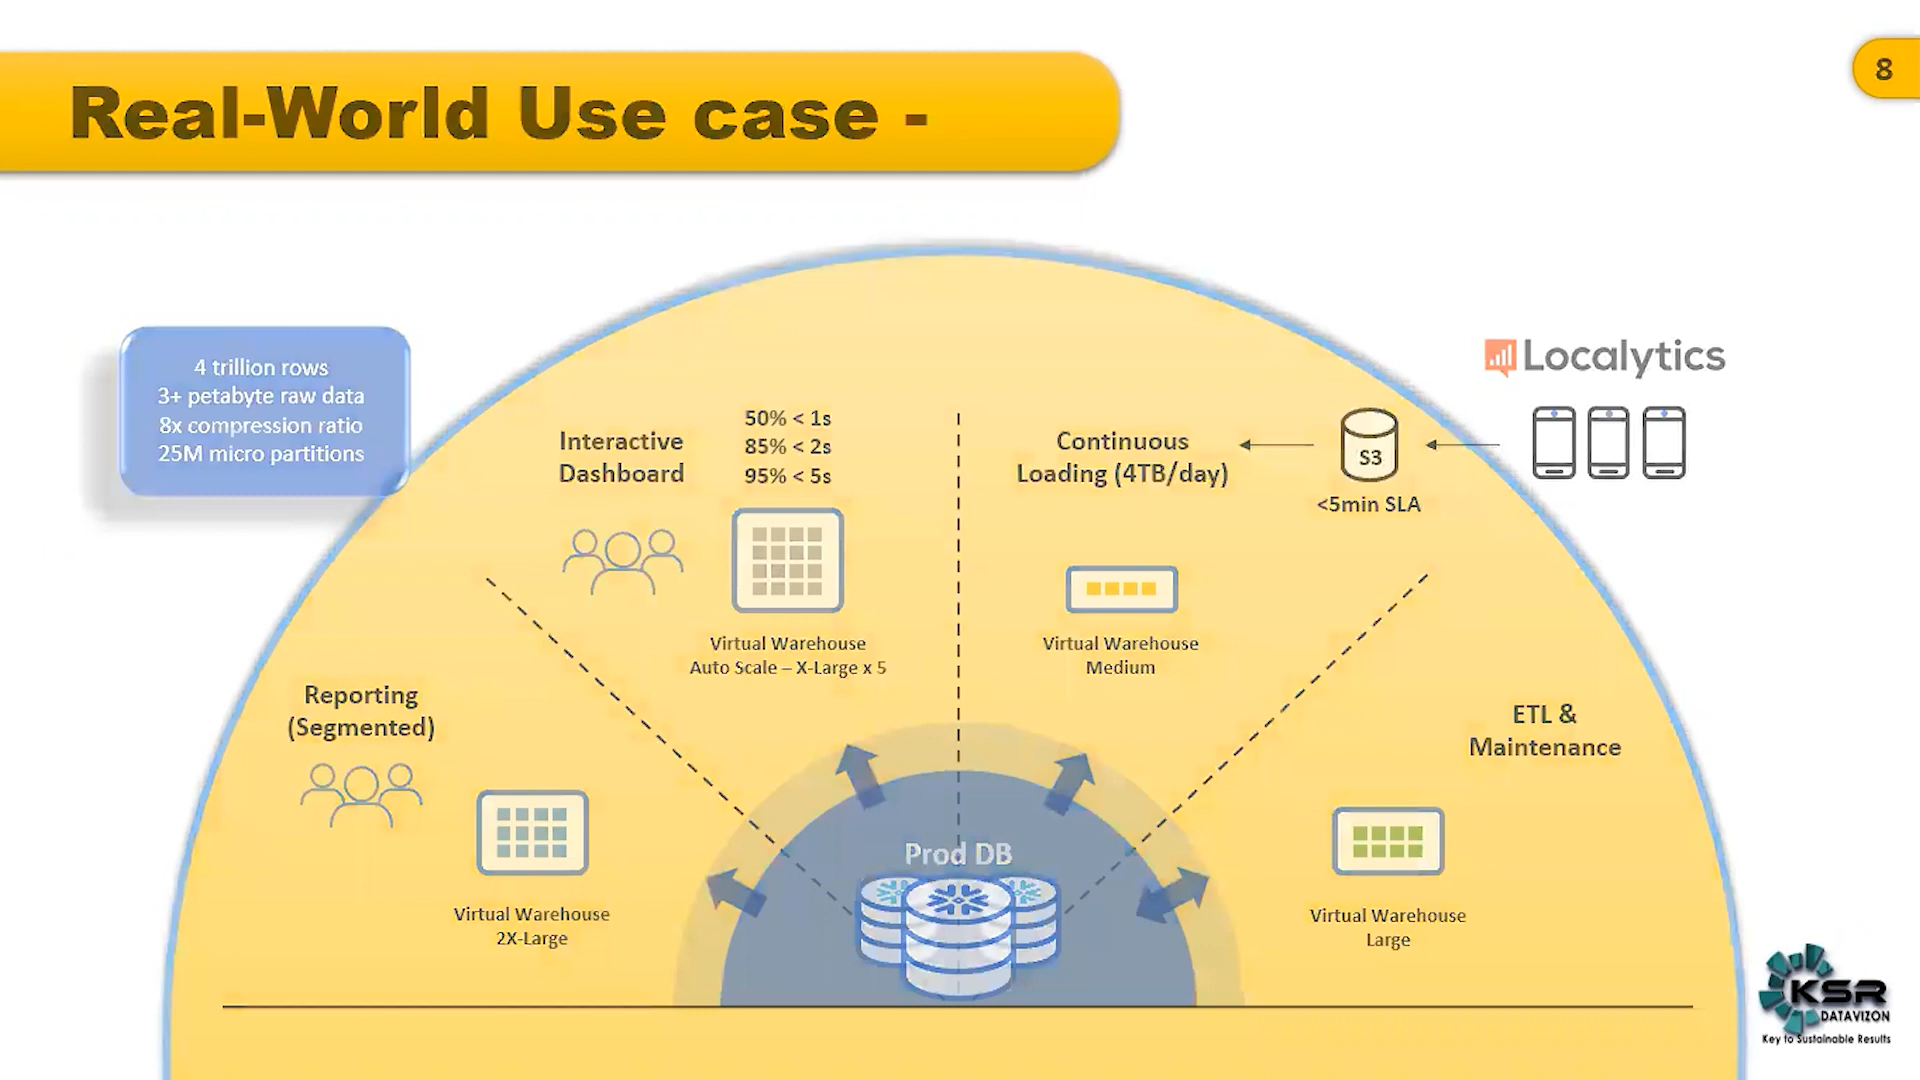 Real-World Use case -
8
4 trillion rows
3+ petabyte raw data
8x compression ratio
25M micro partitions
Interactive
Dashboard
50% < 1s
85% < 2s
95% < 5s
Virtual Warehouse
Auto Scale – X-Large x 5
Continuous
Loading (4TB/day)
S3
<5min SLA
Localytics
Virtual Warehouse
Medium
Reporting
(Segmented)
Virtual Warehouse
2X-Large
Prod DB
ETL &
Maintenance
Virtual Warehouse
Large
KSR
DATAVIZON
Key to Sustainable Results